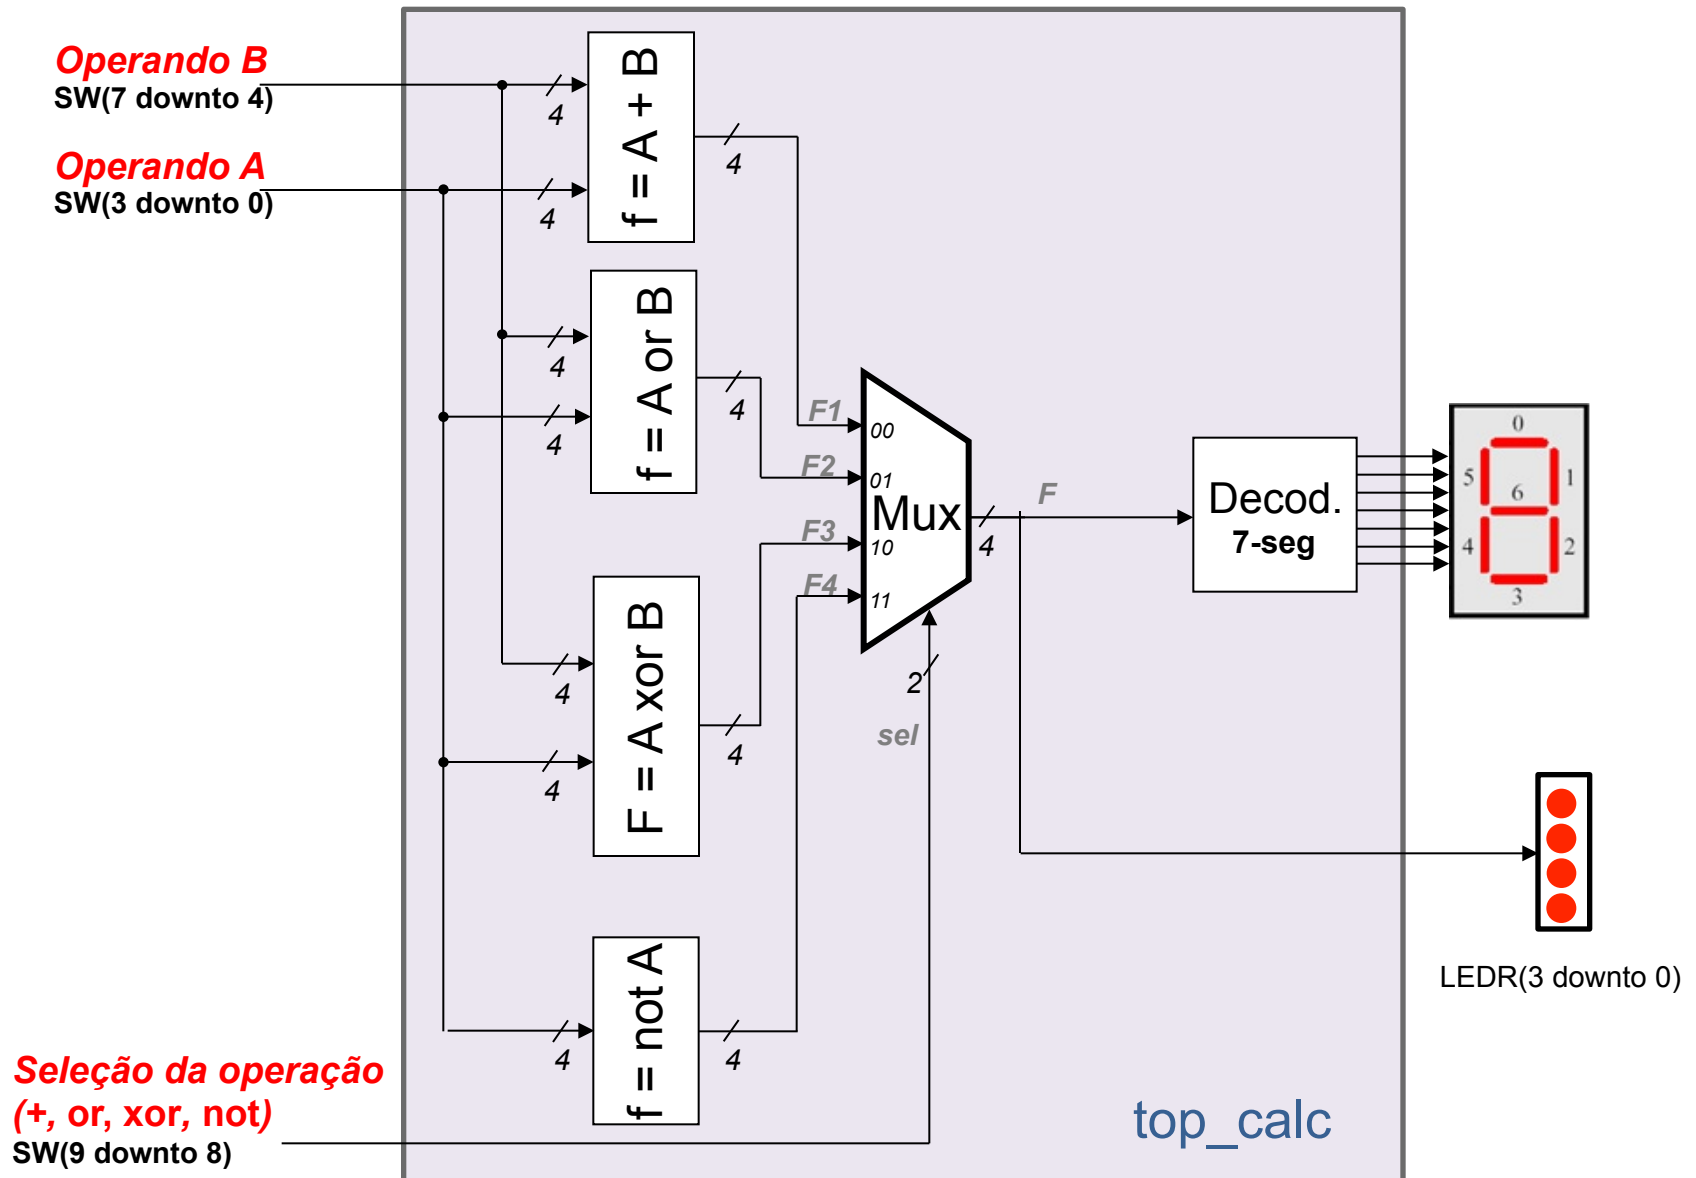 Operando B
SW(7 downto 4)
Operando A
SW(3 downto 0)
4
4
f = A + B
4
4
4
f = A or B
4
4
4
F = A xor B
4
4
f = not A
4
F1
F2
F3
F4
00
01
10
11
Mux
4
2
sel
F
Decod.
7-seg
0
5
1
6
4
2
3
LEDR(3 downto 0)
Seleção da operação
(+, or, xor, not)
SW(9 downto 8)
top_calc